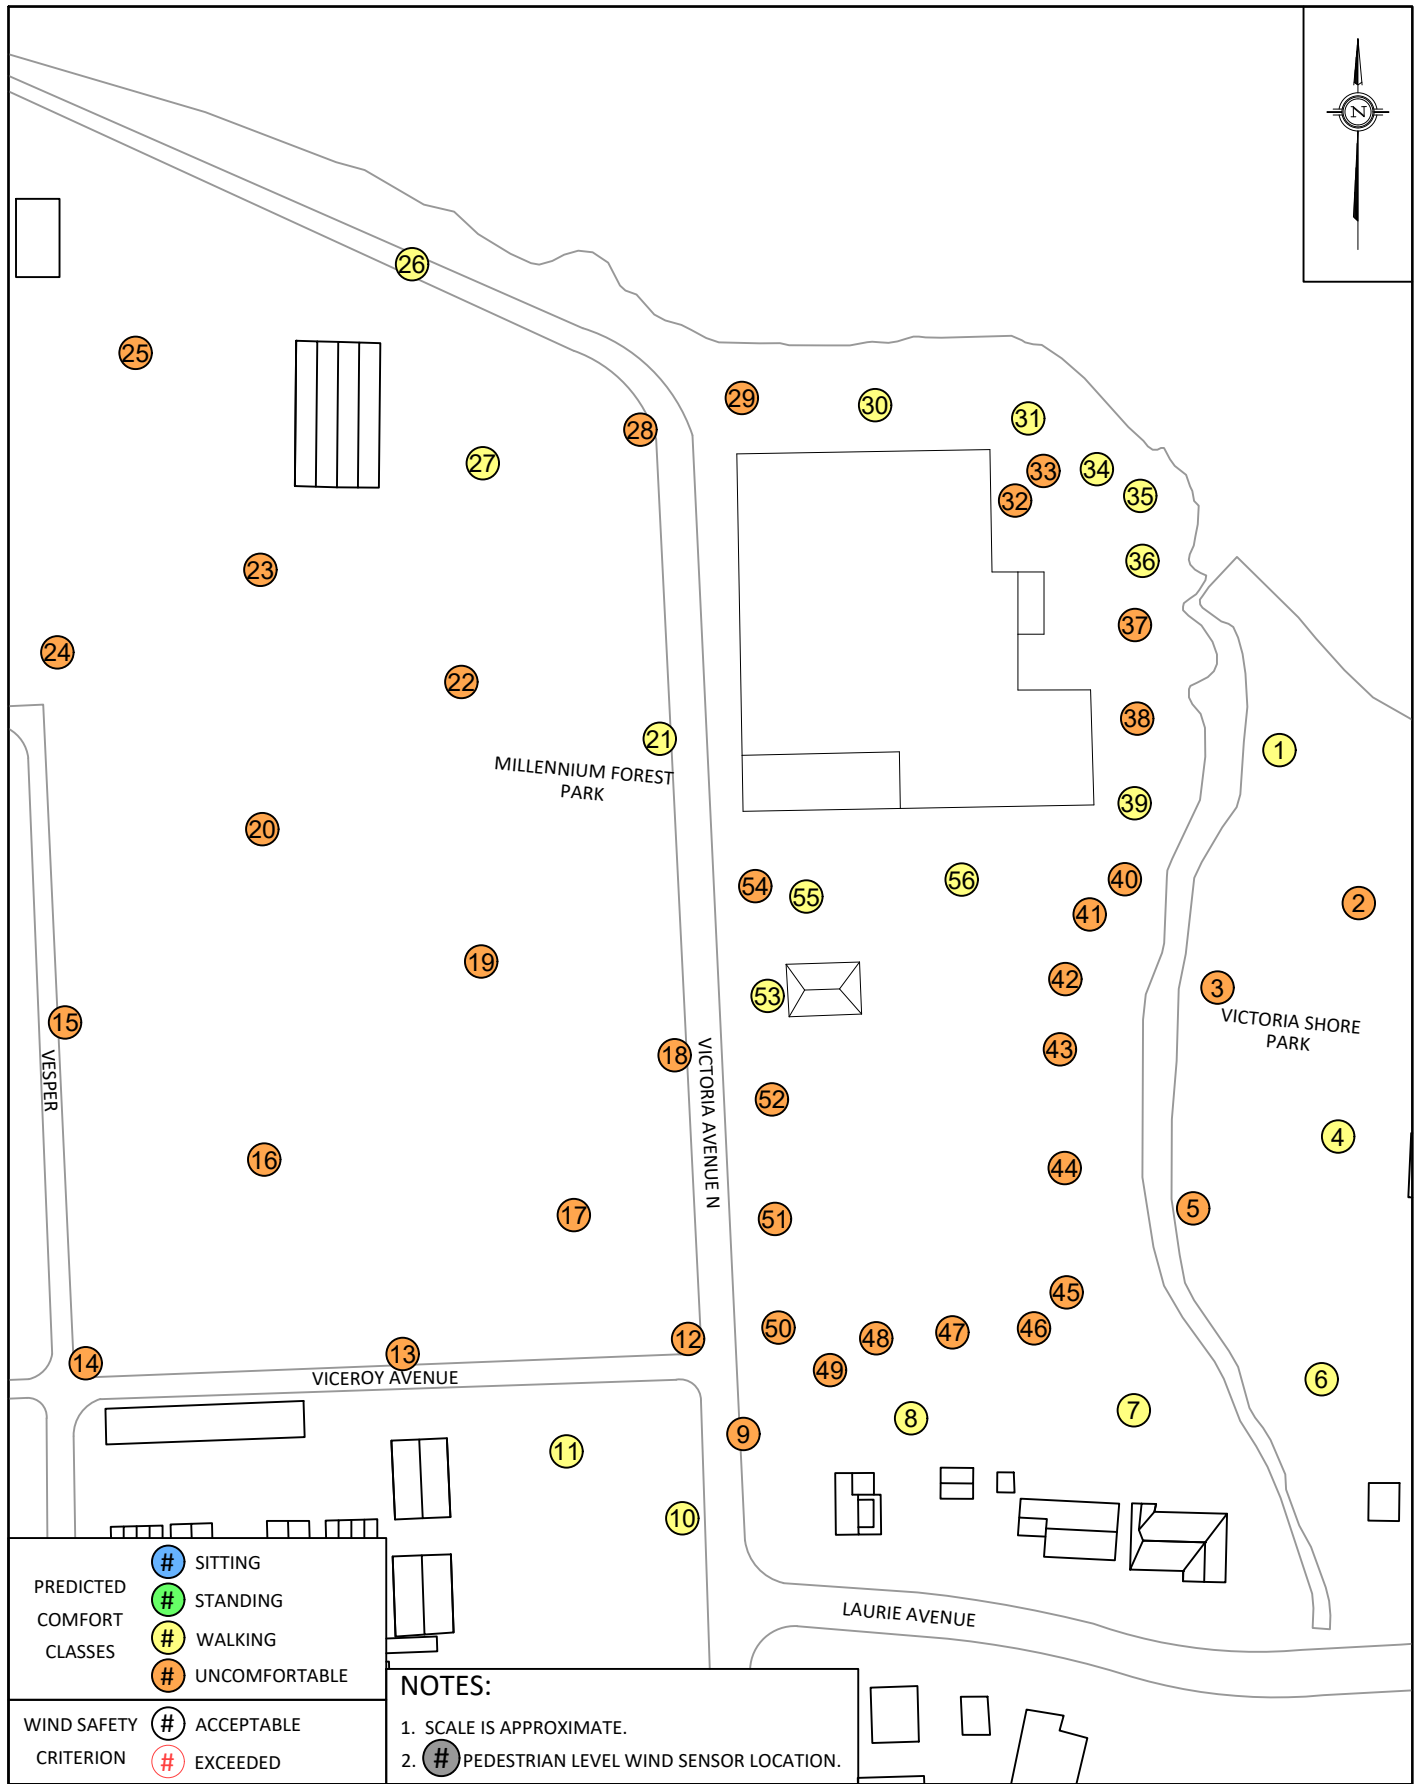 N
26
25
29
30
31
28
27
33
34
32
35
36
23
37
24
22
38
21
1
MILLENNIUM FOREST
PARK
39
20
54
55
56
40
41
2
19
42
3
53
VICTORIA SHORE
PARK
15
43
18
VESPER
VICTORIA AVENUE N
52
4
16
44
17
51
5
45
50
48
47
46
12
13
14
49
VICEROY AVENUE
6
7
8
9
11
10
LAURIE AVENUE
PREDICTED
COMFORT
CLASSES
# SITTING
# STANDING
# WALKING
# UNCOMFORTABLE
WIND SAFETY
CRITERION
# ACCEPTABLE
# EXCEEDED
NOTES:
1. SCALE IS APPROXIMATE.
2. # PEDESTRIAN LEVEL WIND SENSOR LOCATION.